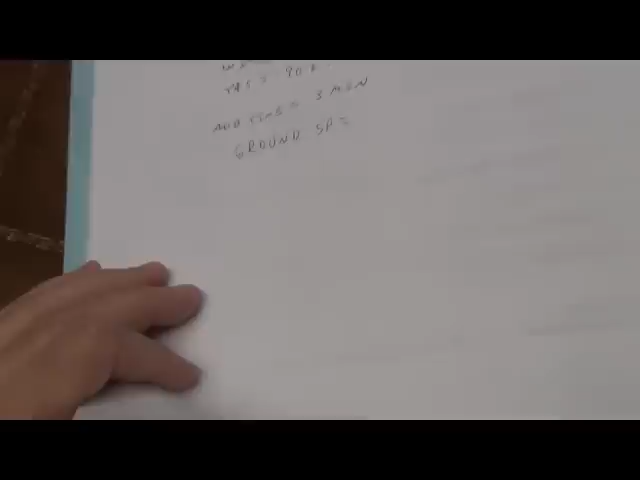 TAS = 90 K
ADD TIME = 3 MIN
GROUND SP =